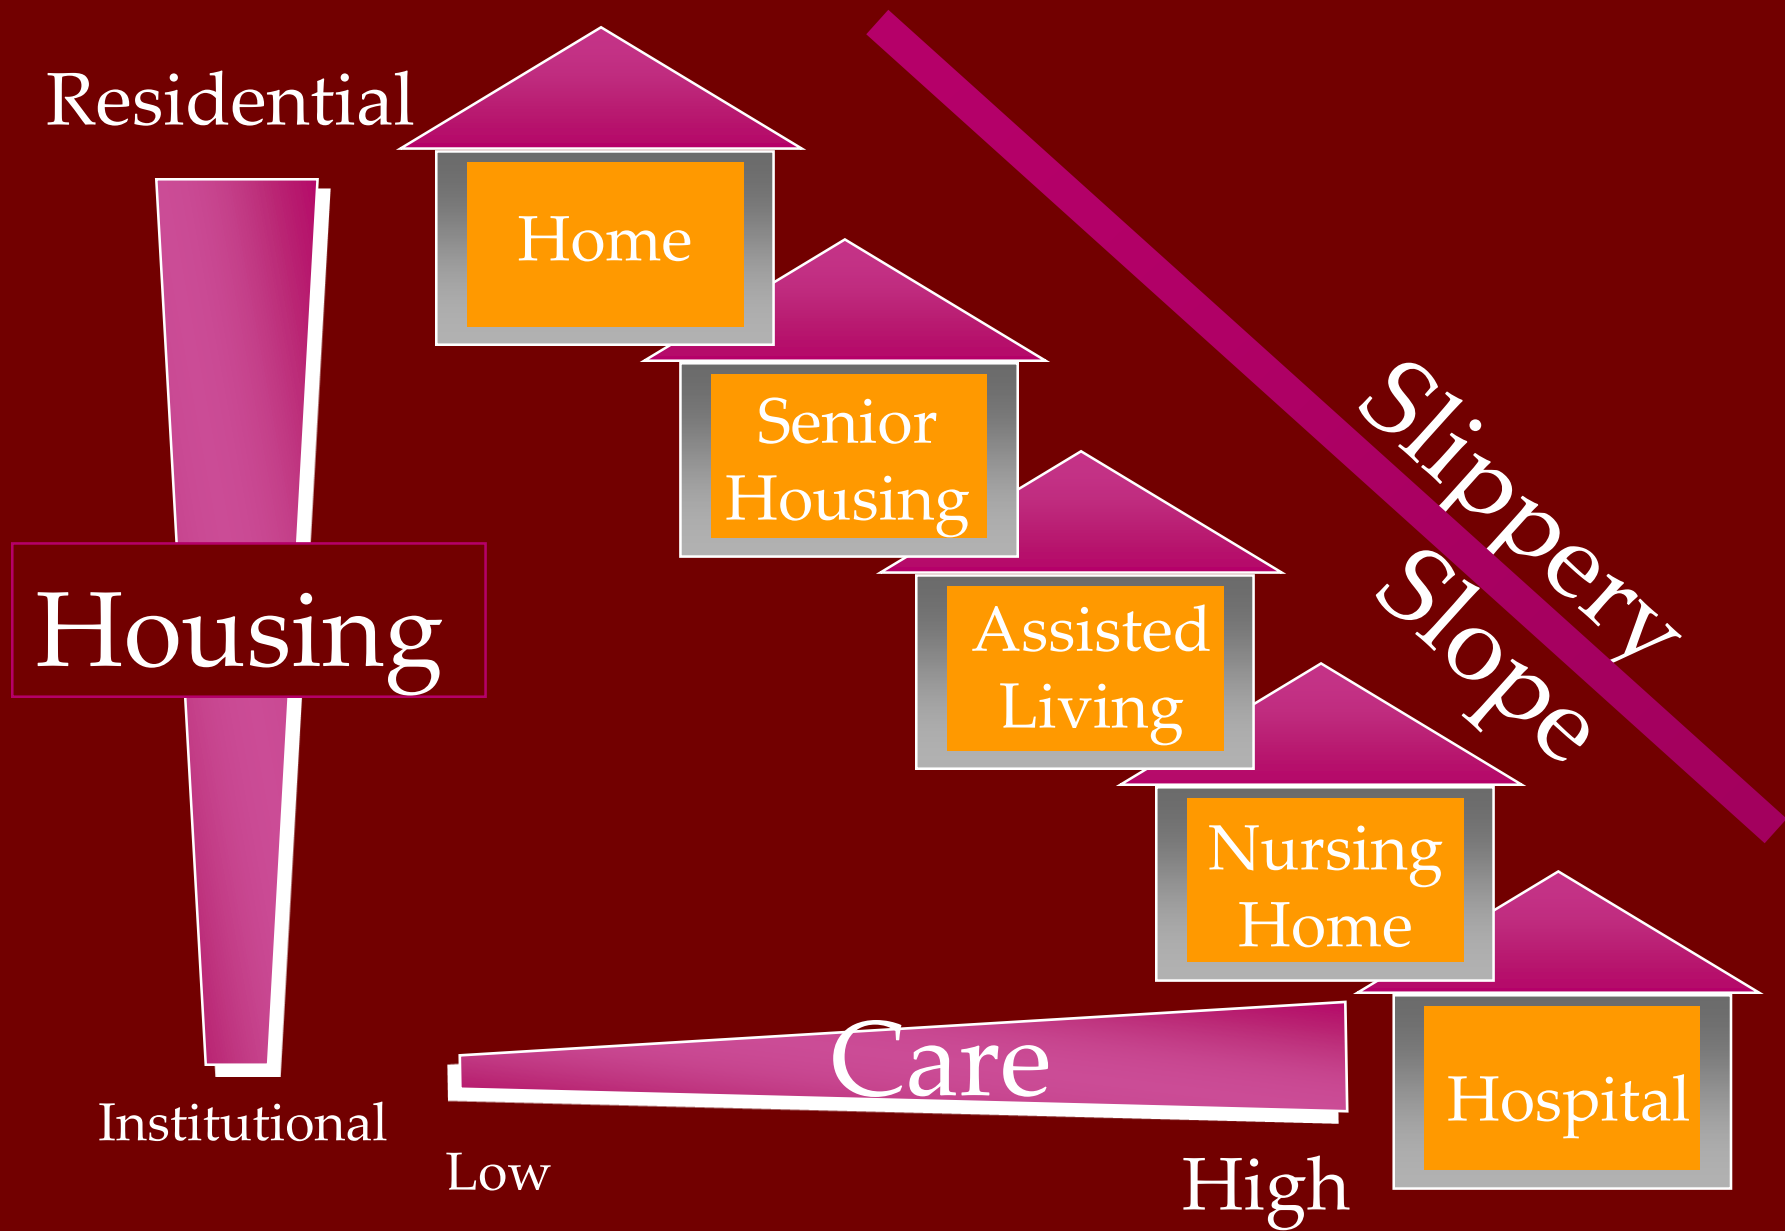 Residential
Home
Senior
Housing
Slippery
Slope
Housing
Assisted
Living
Nursing
Home
Care
Hospital
Institutional
Low
High